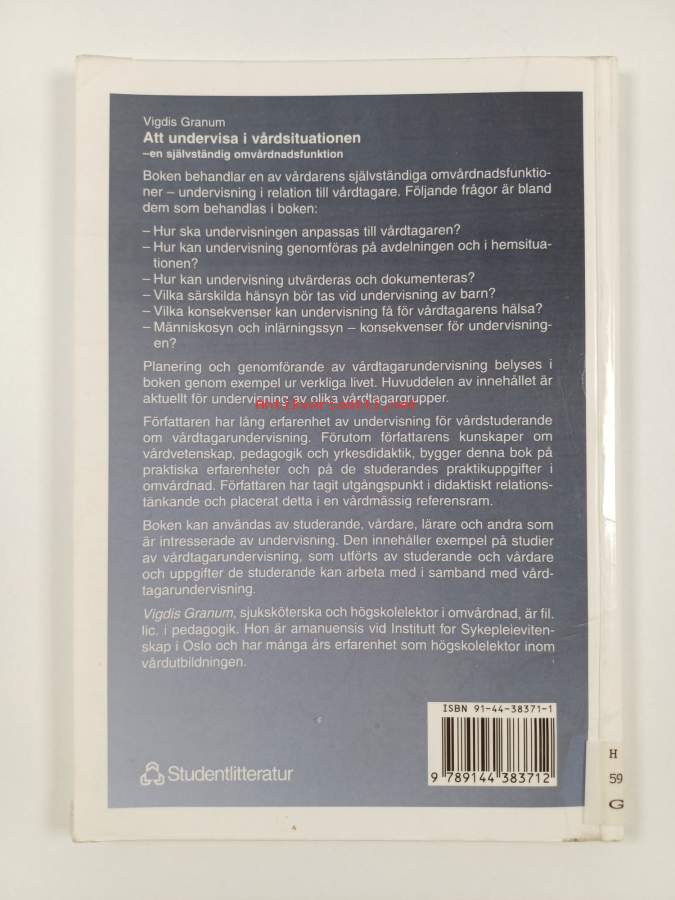 Vigdis Granum
Att undervisa i vårdsituationen
–en självständig omvårdnadsfunktion
Boken behandlar en av vårdarens självständiga omvårdnadsfunktio-
ner – undervisning i relation till vårdtagare. Följande frågor är bland
dem som behandlas i boken:
– Hur ska undervisningen anpassas till vårdtagaren?
– Hur kan undervisning genomföras på avdelningen och i hemsitua-
tionen?
– Hur kan undervisning utvärderas och dokumenteras?
– Vilka särskilda hänsyn bör tas vid undervisning av barn?
– Vilka konsekvenser kan undervisning få för vårdtagarens hälsa?
– Människosyn och inlärningssyn – konsekvenser för undervisning-
en?
Planering och genomförande av vårdtagarundervisning belyses i
boken genom exempel ur verkliga livet. Huvuddelen av innehållet är
aktuellt för undervisning av olika vårdtagargrupper.
Antikvariaatti.net
Författaren har lång erfarenhet av undervisning för vårdstuderande
om vårdtagarundervisning. Förutom författarens kunskaper om
vårdvetenskap, pedagogik och yrkesdidaktik, bygger denna bok på
praktiska erfarenheter och på de studerandes praktikuppgifter i
omvårdnad. Författaren har tagit utgångspunkt i didaktiskt relations-
tänkande och placerat detta i en vårdmässig referensram.
Boken kan användas av studerande, vårdare, lärare och andra som
är intresserade av undervisning. Den innehåller exempel på studier
av vårdtagarundervisning, som utförts av studerande och vårdare
och uppgifter de studerande kan arbeta med i samband med vård-
tagarundervisning.
Vigdis Granum, sjuksköterska och högskolelektor i omvårdnad, är fil.
lic. i pedagogik. Hon är amanuensis vid Institutt for Sykepleieviten-
skap i Oslo och har många års erfarenhet som högskolelektor inom
vårdutbildningen.
ISBN 91-44-38371-1
9 789144 383712
Studentlitteratur
H
59
G